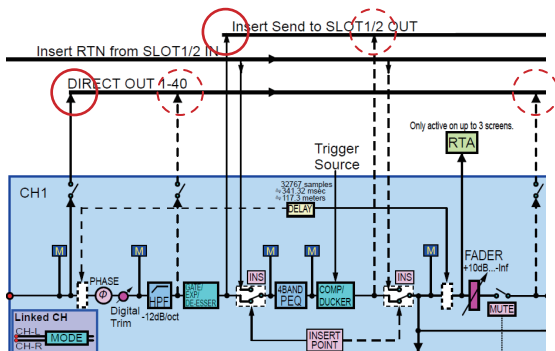 Insert Send to SLOT1/2 OUT
Insert RTN from SLOT1/2 IN
DIRECT OUT 1-40
Only active on up to 3 screens.
RTA
Trigger
Source
CH1
32767 samples
≒341.32 msec
≒117.3 meters
DELAY
M
M
M
M
M
INS
INS
FADER
+10dB...-Inf
PHASE
φ
Digital
Trim
HPF
-12dB/oct
GATE/
EXP/
DE-ESSER
4BAND
PEQ
COMP/
DUCKER
MUTE
Linked CH
CH-L
CH-R
MODE
INSERT
POINT